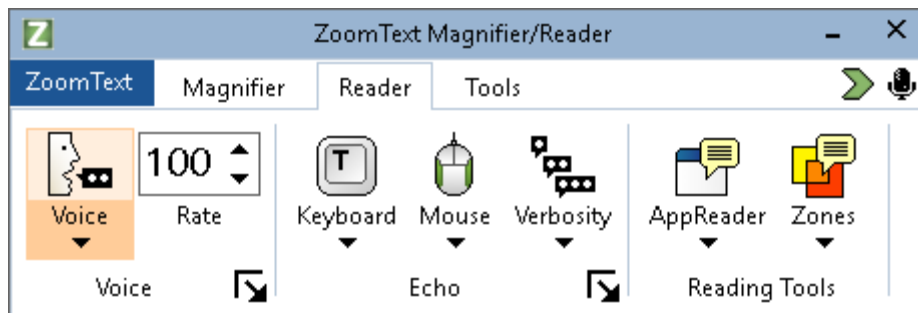 Z ZoomText Magnifier/Reader
ZoomText Magnifier Reader Tools
100 T
Voice Rate Keyboard Mouse Verbosity AppReader Zones
Voice Echo Reading Tools